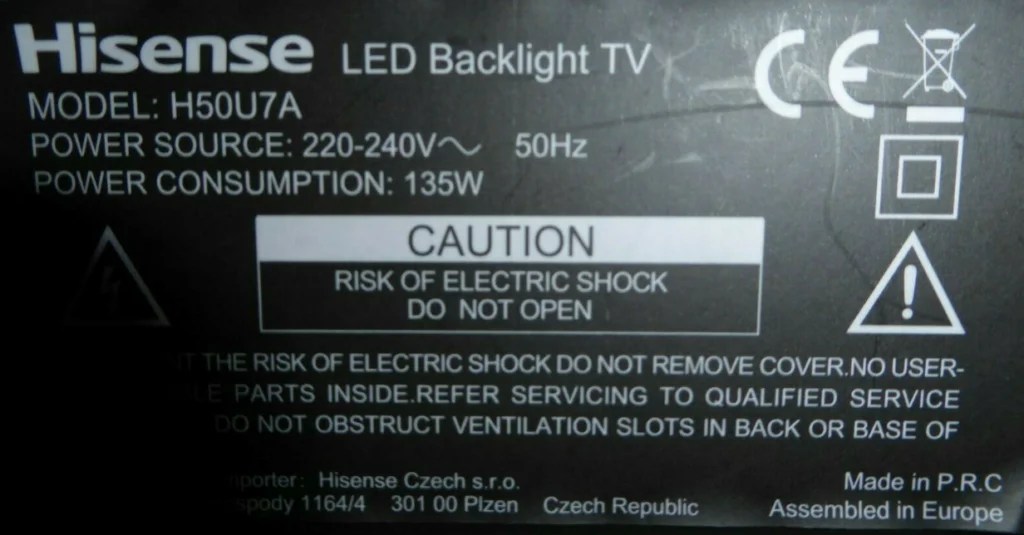 Hisense LED Backlight TV
MODEL: H50U7A
POWER SOURCE: 220-240V～ 50Hz
POWER CONSUMPTION: 135W
CE
CAUTION
RISK OF ELECTRIC SHOCK
DO NOT OPEN
THE RISK OF ELECTRIC SHOCK DO NOT REMOVE COVER.NO USER-
PARTS INSIDE.REFER SERVICING TO QUALIFIED SERVICE
DO NOT OBSTRUCT VENTILATION SLOTS IN BACK OR BASE OF
Hisense Czech s.r.o.
1164/4 301 00 Plzen Czech Republic
Made in P.R.C
Assembled in Europe